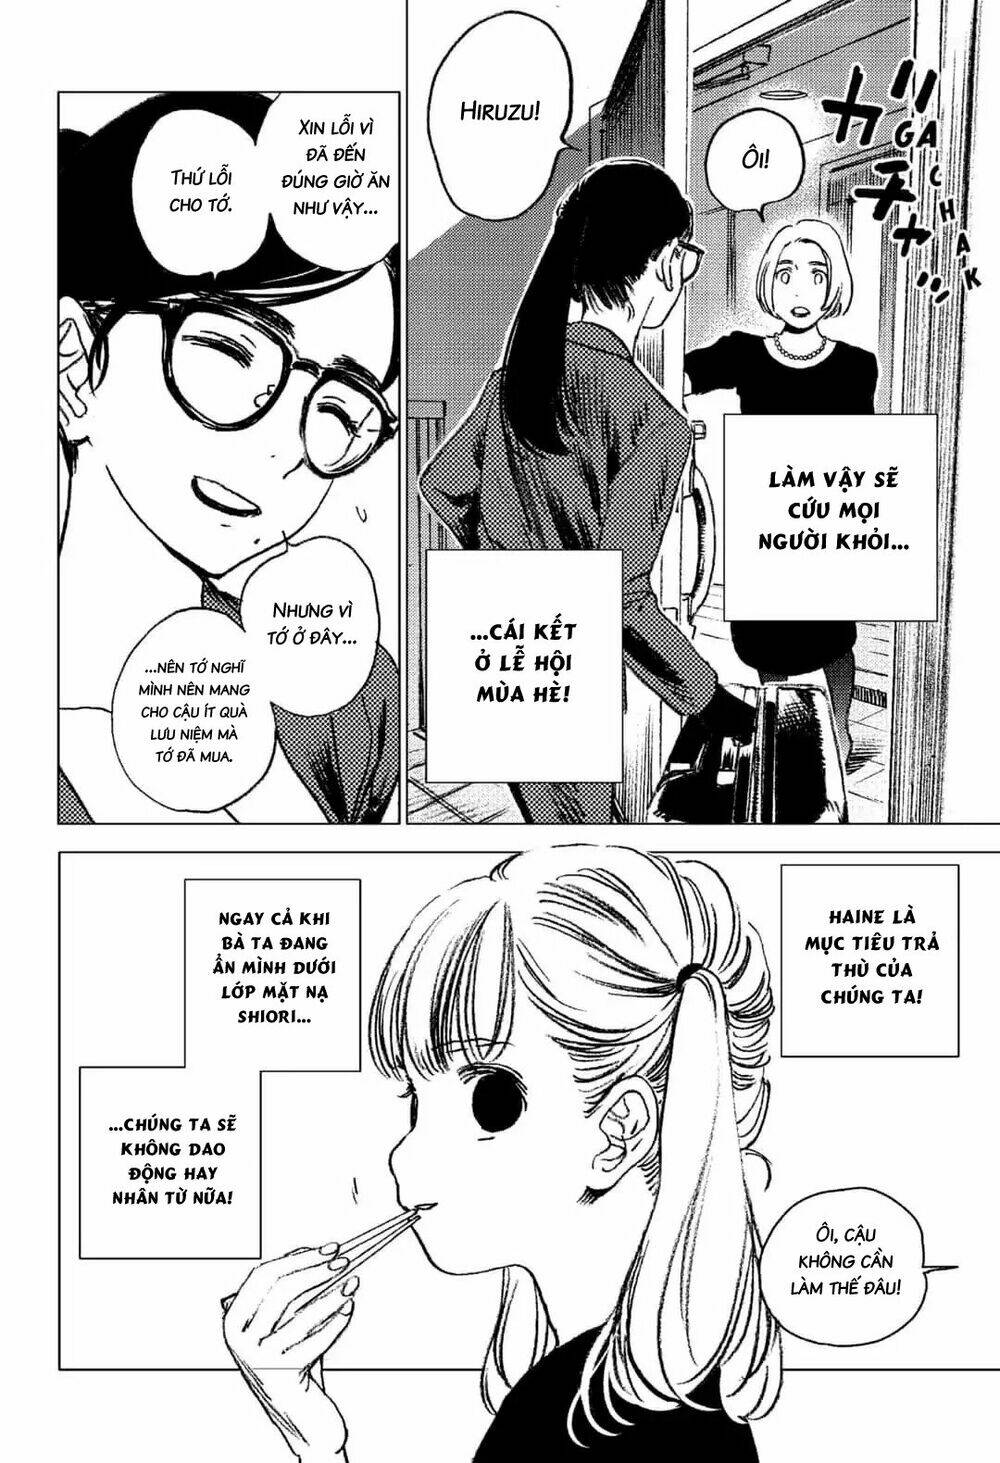 GACHAK
ガチャッ
ÔI!
HIRUZU!
LÀM VẬY SẼ
CỨU MỌI
NGƯỜI KHỎI...
...CÁI KẾT
Ở LỄ HỘI
MÙA HÈ!
XIN LỖI VÌ
ĐÃ ĐẾN
ĐÚNG GIỜ ĂN
NHƯ VẬY...
THỨ LỖI
CHO TỚ.
NHƯNG VÌ
TỚ Ở ĐÂY...
...NÊN TỚ NGHĨ
MÌNH NÊN MANG
CHO CẬU ÍT QUÀ
LƯU NIỆM MÀ
TỚ ĐÃ MUA.
HAINE LÀ
MỤC TIÊU TRẢ
THÙ CỦA
CHÚNG TA!
NGAY CẢ KHI
BÀ TA ĐANG
ẨN MÌNH DƯỚI
LỚP MẶT NẠ
SHIORI...
...CHÚNG TA SẼ
KHÔNG DAO
ĐỘNG HAY
NHÂN TỪ NỮA!
ÔI, CẬU
KHÔNG CẦN
LÀM THẾ ĐÂU!